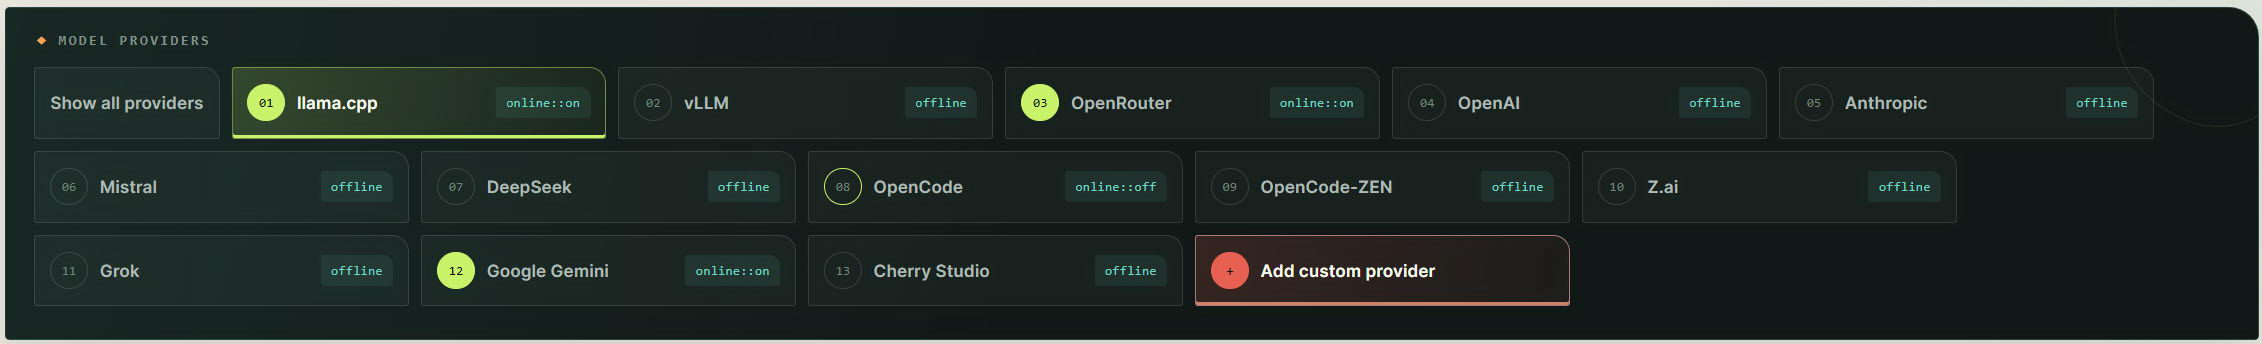 MODEL PROVIDERS
Show all providers
01 llama.cpp online::on
02 vLLM offline
03 OpenRouter online::on
04 OpenAI offline
05 Anthropic offline
06 Mistral offline
07 DeepSeek offline
08 OpenCode online::off
09 OpenCode-ZEN offline
10 Z.ai offline
11 Grok offline
12 Google Gemini online::on
13 Cherry Studio offline
+ Add custom provider